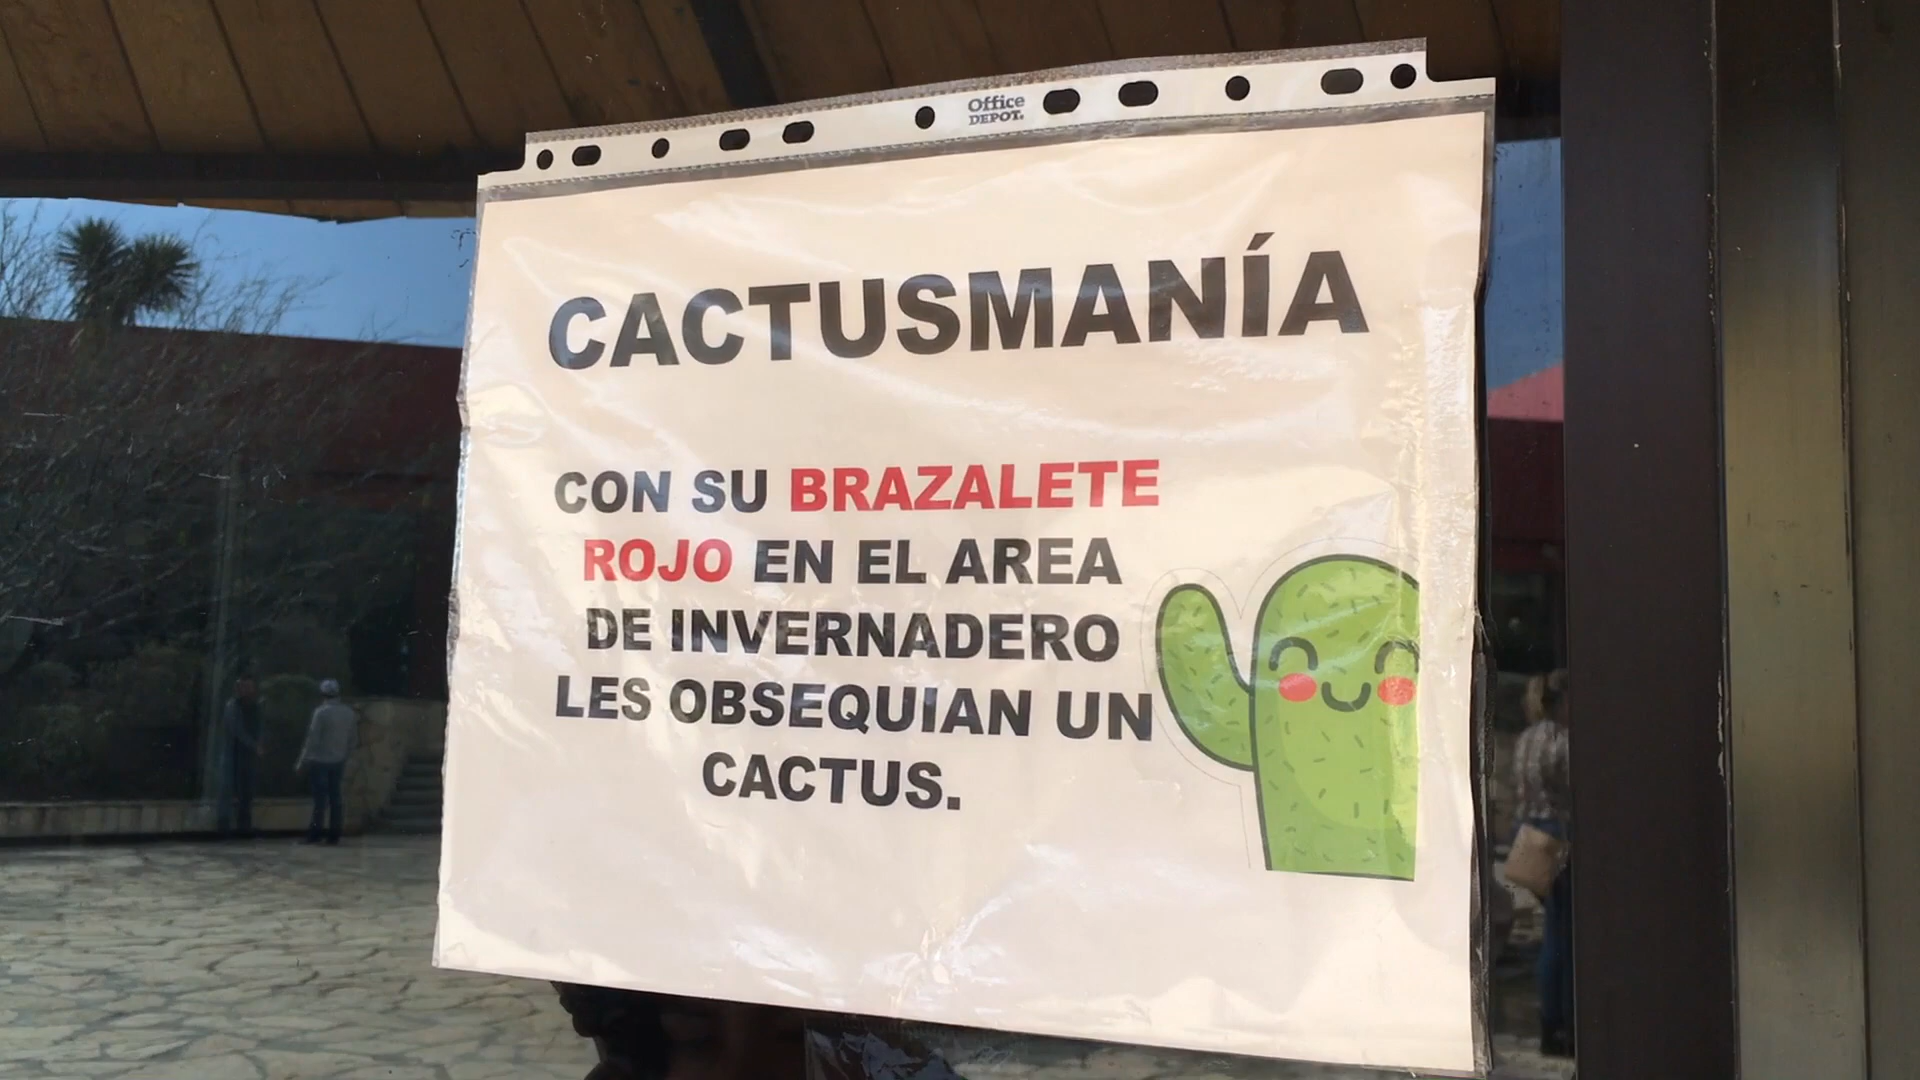 Office
DEPOT.
CACTUSMANÍA
CON SU BRAZALETE
ROJO EN EL AREA
DE INVERNADERO
LES OBSEQUIAN UN
CACTUS.